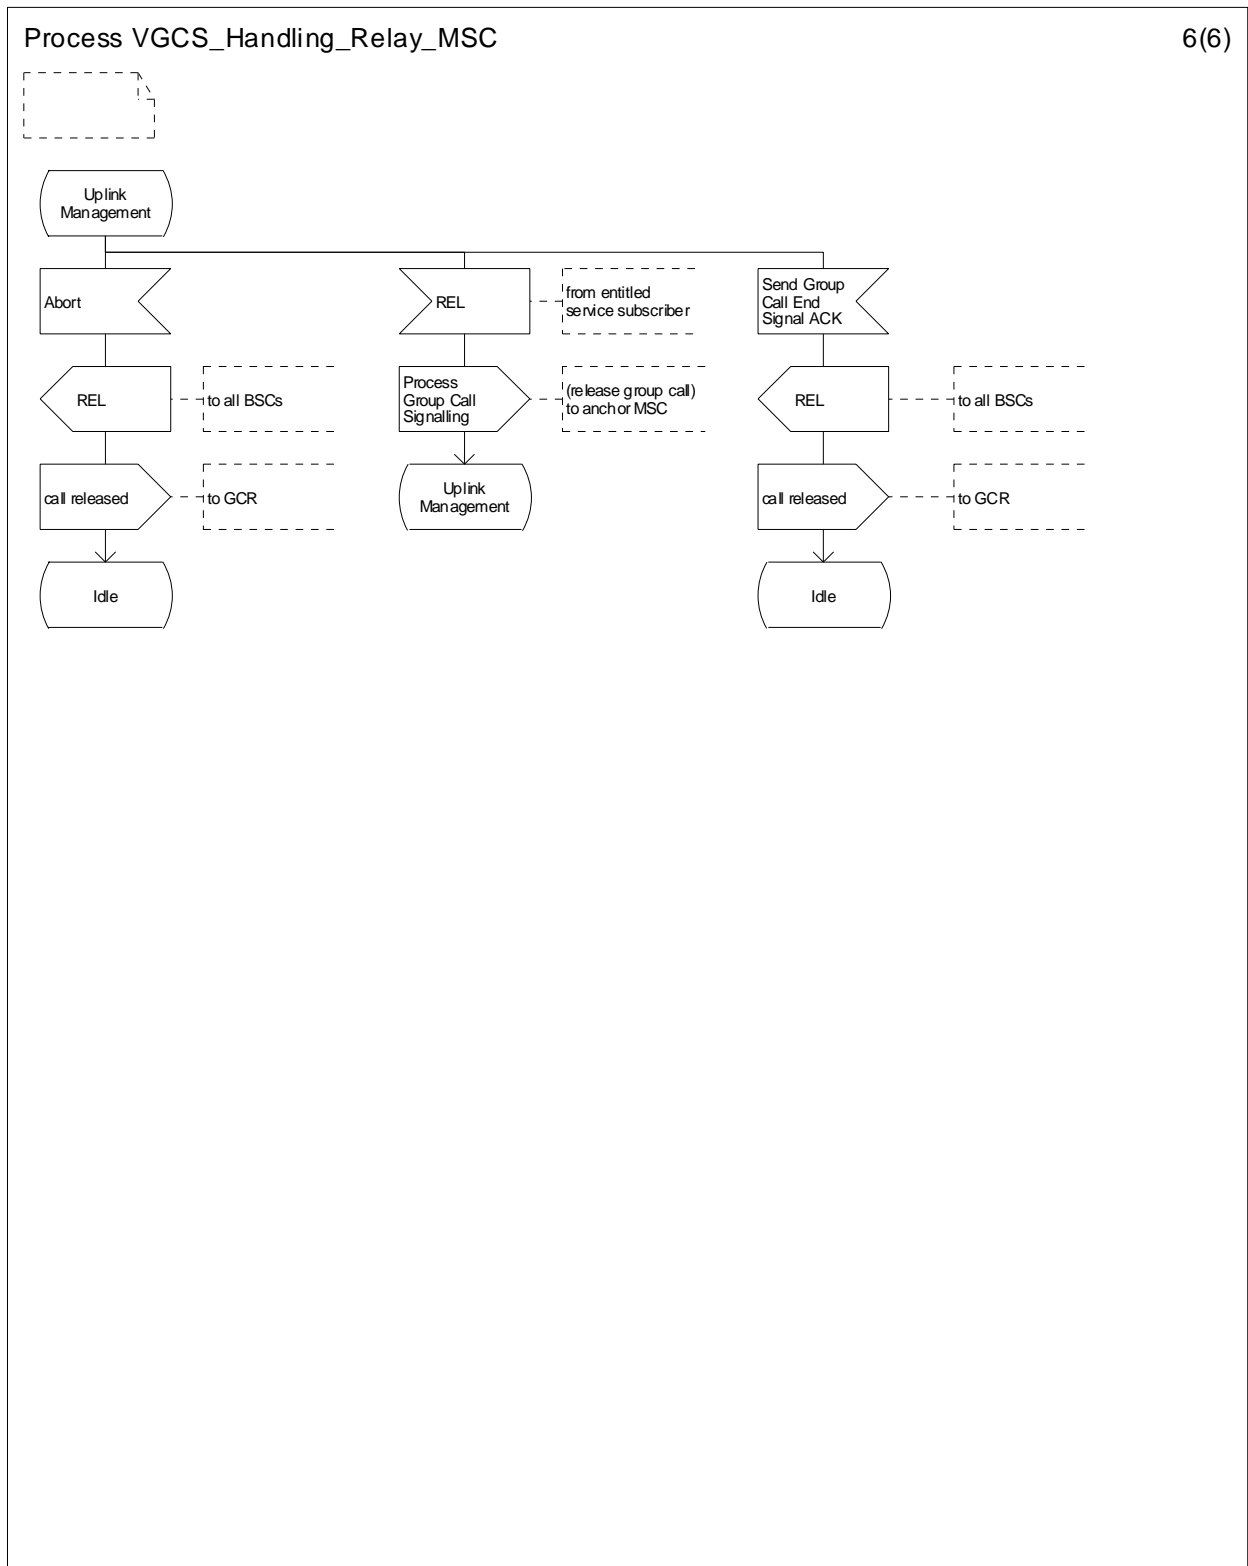 Process VGCS_Handling_Relay_MSC
6(6)
Uplink
Management
Abort
REL
to all BSCs
call released
to GCR
Idle
REL
from entitled
service subscriber
Process
Group Call
Signalling
(release group call)
to anchor MSC
Uplink
Management
Send Group
Call End
Signal ACK
REL
to all BSCs
call released
to GCR
Idle